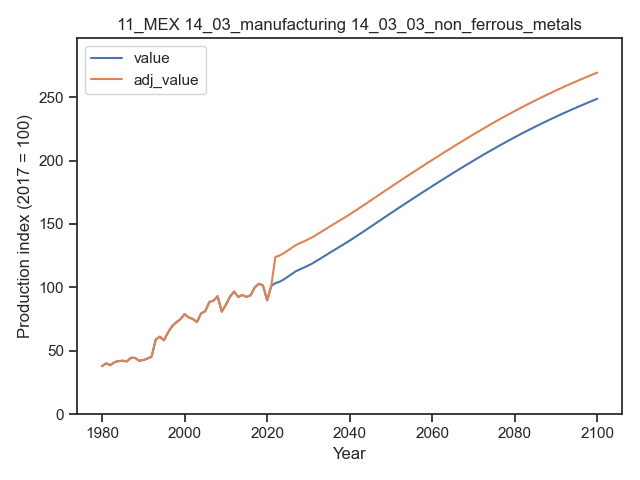 11_MEX 14_03_manufacturing 14_03_03_non_ferrous_metals
value
adj_value
Production index (2017 = 100)
250
200
150
100
50
0
1980 2000 2020 2040 2060 2080 2100
Year